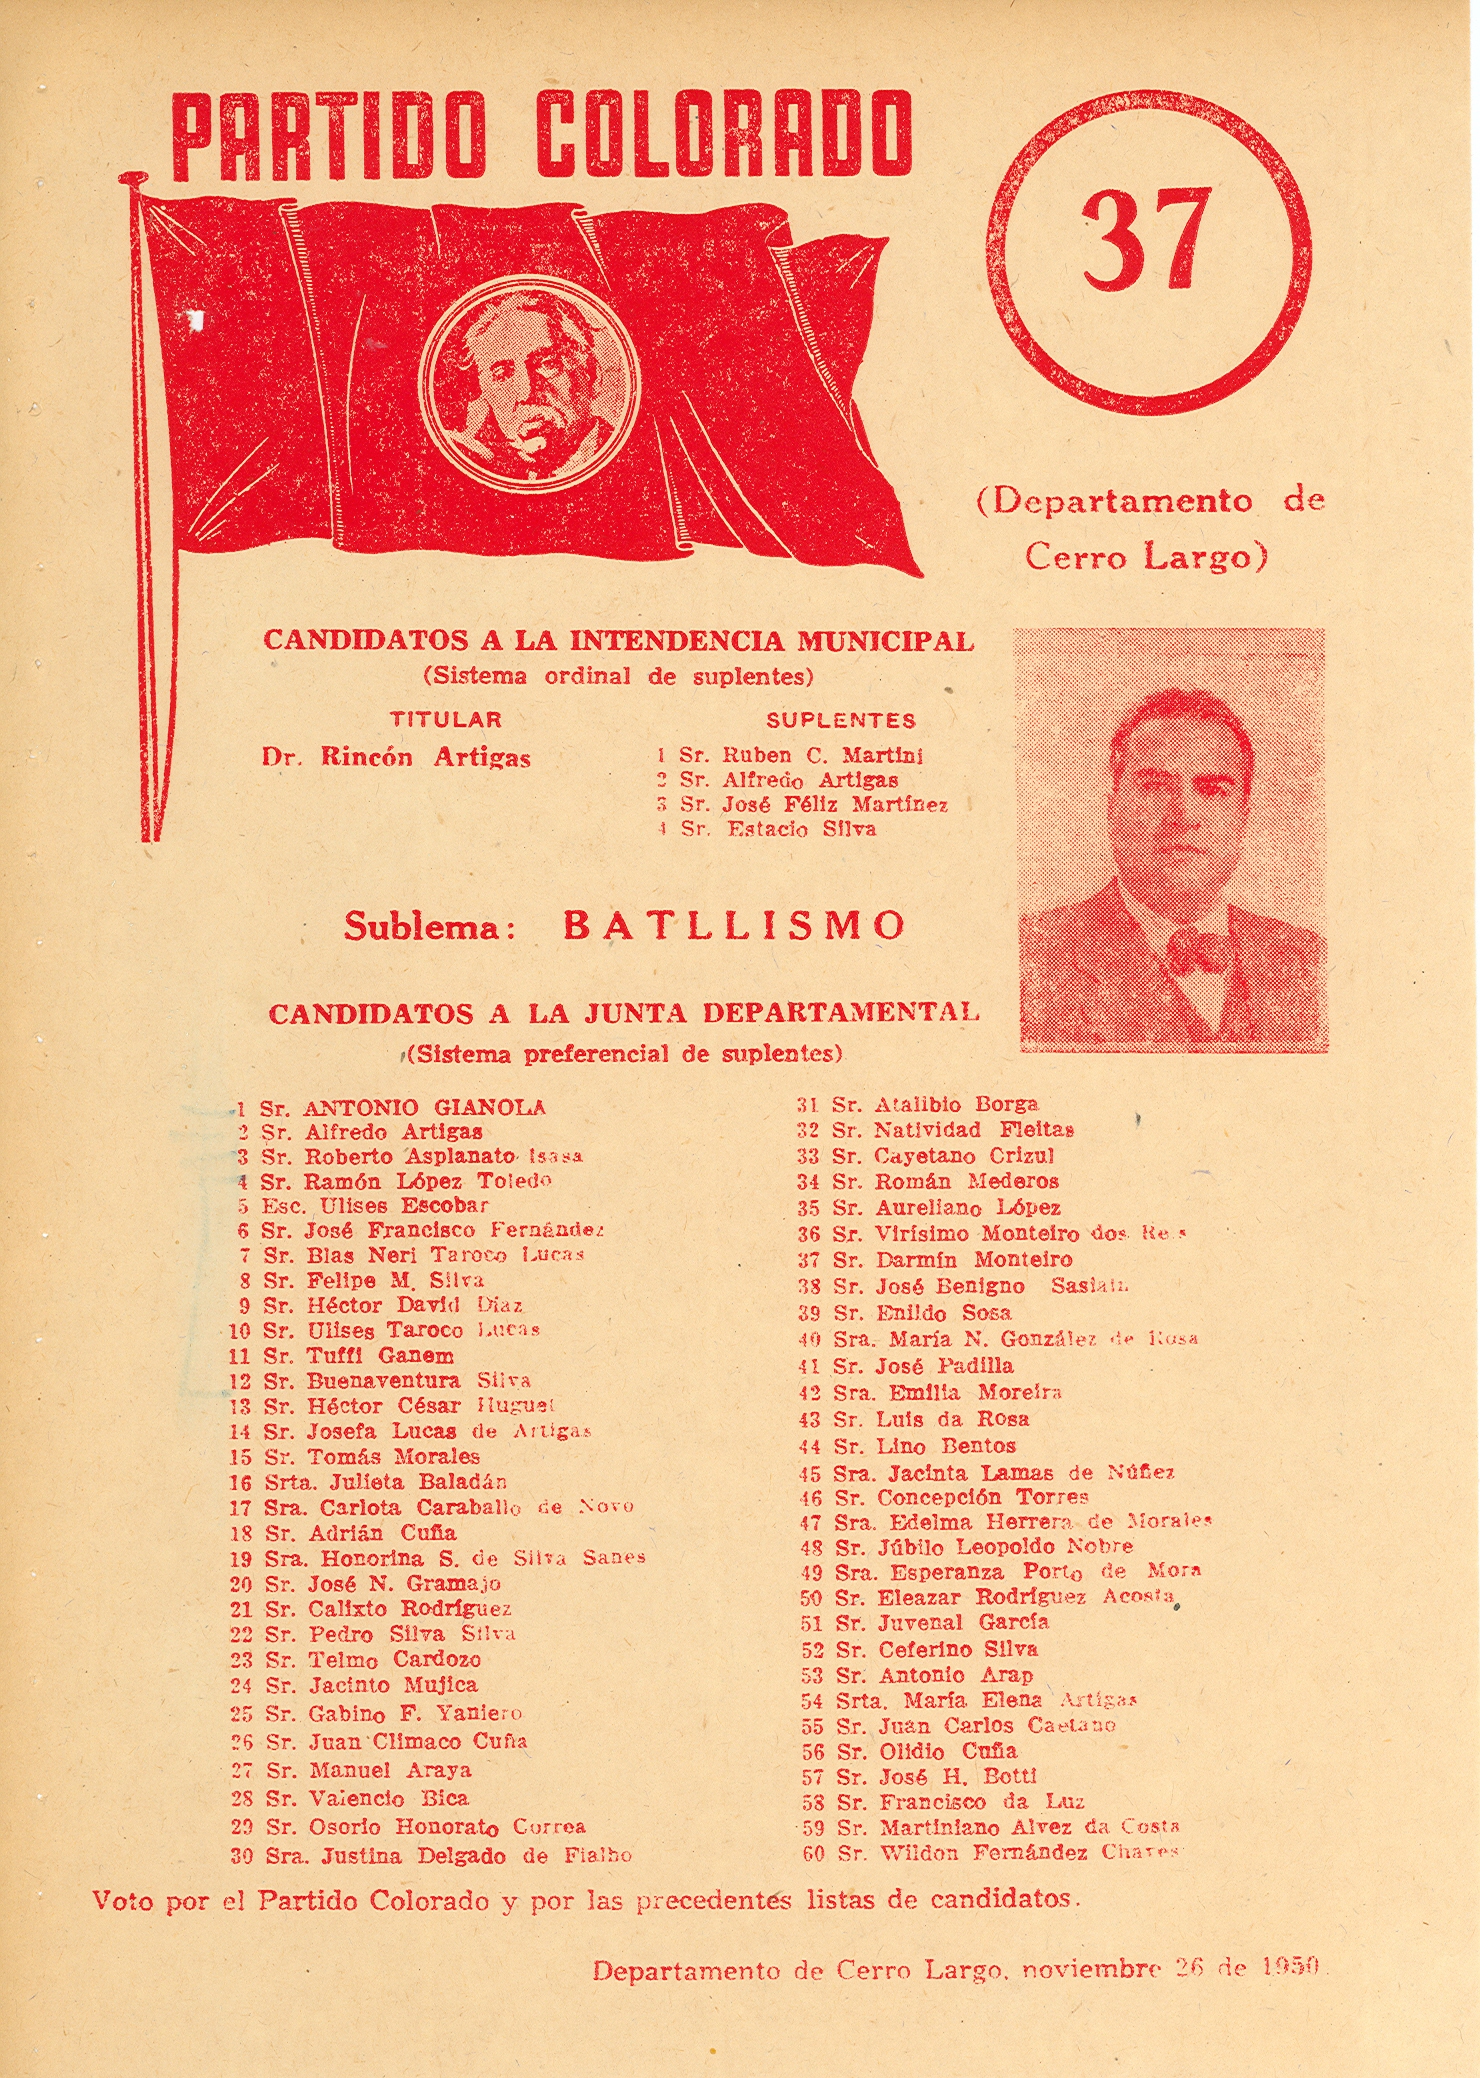 PARTIDO COLORADO
37
(Departamento de
Cerro Largo)
CANDIDATOS A LA INTENDENCIA MUNICIPAL
(Sistema ordinal de suplentes)
TITULAR
Dr. Rincón Artigas
SUPLENTES
1 Sr. Ruben C. Martini
2 Sr. Alfredo Artigas
3 Sr. José Féliz Martínez
4 Sr. Estacio Silva
Sublema: BATLLISMO
CANDIDATOS A LA JUNTA DEPARTAMENTAL
(Sistema preferencial de suplentes)
1 Sr. ANTONIO GIANOLA
2 Sr. Alfredo Artigas
3 Sr. Roberto Asplanato Isasa
4 Sr. Ramón López Toledo
5 Esc. Ulises Escobar
6 Sr. José Francisco Fernández
7 Sr. Blas Neri Taroco Lucas
8 Sr. Felipe M. Silva
9 Sr. Héctor David Díaz
10 Sr. Ulises Taroco Lucas
11 Sr. Tuffi Ganem
12 Sr. Buenaventura Silva
13 Sr. Héctor César Huguet
14 Sr. Josefa Lucas de Artigas
15 Sr. Tomás Morales
16 Srta. Julieta Baladán
17 Sra. Carlota Caraballo de Novo
18 Sr. Adrián Cuña
19 Sra. Honorina S. de Silva Sanes
20 Sr. José N. Gramajo
21 Sr. Calixto Rodríguez
22 Sr. Pedro Silva Silva
23 Sr. Telmo Cardozo
24 Sr. Jacinto Mujica
25 Sr. Gabino F. Yaniero
26 Sr. Juan Climaco Cuña
27 Sr. Manuel Araya
28 Sr. Valencio Bica
29 Sr. Osorio Honorato Correa
30 Sra. Justina Delgado de Fialho
31 Sr. Atalibio Borga
32 Sr. Natividad Fleitas
33 Sr. Cayetano Crizul
34 Sr. Román Mederos
35 Sr. Aureliano López
36 Sr. Virísimo Monteiro dos Reis
37 Sr. Darmín Monteiro
38 Sr. José Benigno Saslain
39 Sr. Enildo Sosa
40 Sra. María N. González de Rosa
41 Sr. José Padilla
42 Sra. Emilia Moreira
43 Sr. Luis da Rosa
44 Sr. Lino Bentos
45 Sra. Jacinta Lamas de Núñez
46 Sr. Concepción Torres
47 Sra. Edelma Herrera de Morales
48 Sr. Júbilo Leopoldo Nobre
49 Sra. Esperanza Porto de Mora
50 Sr. Eleazar Rodríguez Acosta
51 Sr. Juvenal García
52 Sr. Ceferino Silva
53 Sr. Antonio Arap
54 Srta. María Elena Artigas
55 Sr. Juan Carlos Caetano
56 Sr. Olidio Cuña
57 Sr. José H. Botti
58 Sr. Francisco da Luz
59 Sr. Martiniano Alvez da Costa
60 Sr. Wildon Fernández Chaves
Voto por el Partido Colorado y por las precedentes listas de candidatos.
Departamento de Cerro Largo, noviembre 26 de 1950.